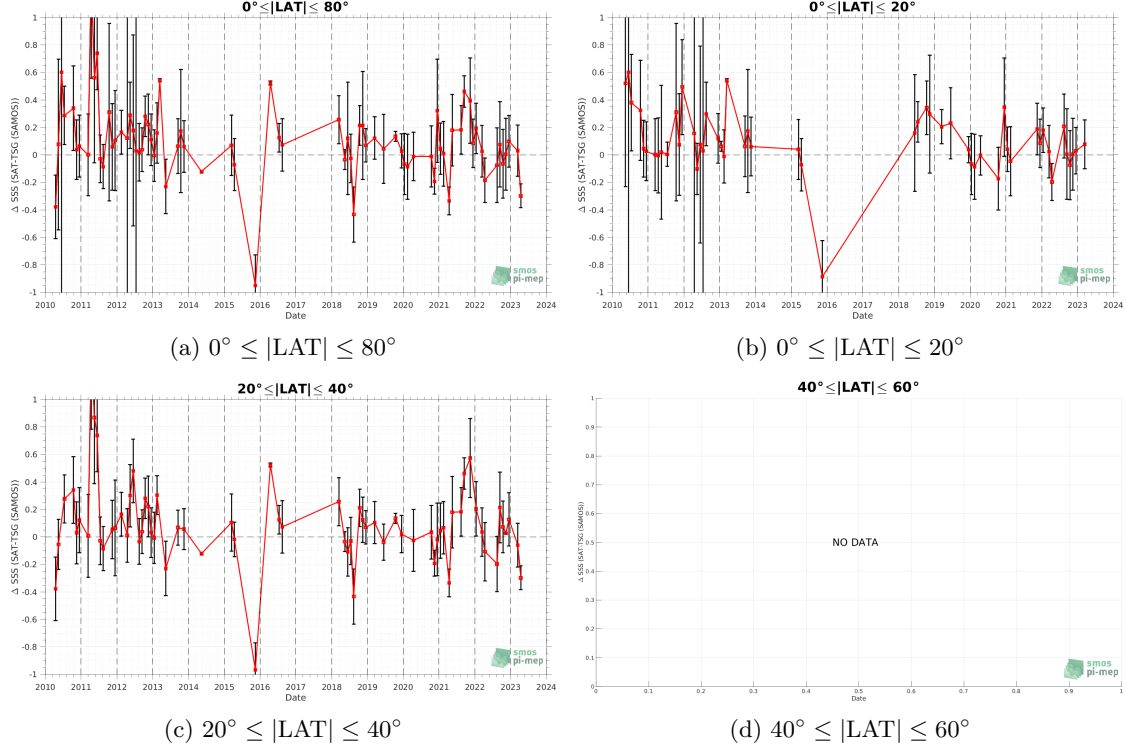 0°≤|LAT|≤ 80°
Δ SSS (SAT-TSG (SAMOS))
1
0.8
0.6
0.4
0.2
0
-0.2
-0.4
-0.6
-0.8
-1
2010 2011 2012 2013 2014 2015 2016 2017 2018 2019 2020 2021 2022 2023 2024
Date
smos
pi-mep
(a) 0° ≤ |LAT| ≤ 80°
0°≤|LAT|≤ 20°
Δ SSS (SAT-TSG (SAMOS))
1
0.8
0.6
0.4
0.2
0
-0.2
-0.4
-0.6
-0.8
-1
2010 2011 2012 2013 2014 2015 2016 2017 2018 2019 2020 2021 2022 2023 2024
Date
smos
pi-mep
(b) 0° ≤ |LAT| ≤ 20°
20°≤|LAT|≤ 40°
Δ SSS (SAT-TSG (SAMOS))
1
0.8
0.6
0.4
0.2
0
-0.2
-0.4
-0.6
-0.8
-1
2010 2011 2012 2013 2014 2015 2016 2017 2018 2019 2020 2021 2022 2023 2024
Date
smos
pi-mep
(c) 20° ≤ |LAT| ≤ 40°
40°≤|LAT|≤ 60°
Δ SSS (SAT-TSG (SAMOS))
1
0.9
0.8
0.7
0.6
0.5
0.4
0.3
0.2
0.1
0
NO DATA
0 0.1 0.2 0.3 0.4 0.5 0.6 0.7 0.8 0.9 1
Date
smos
pi-mep
(d) 40° ≤ |LAT| ≤ 60°